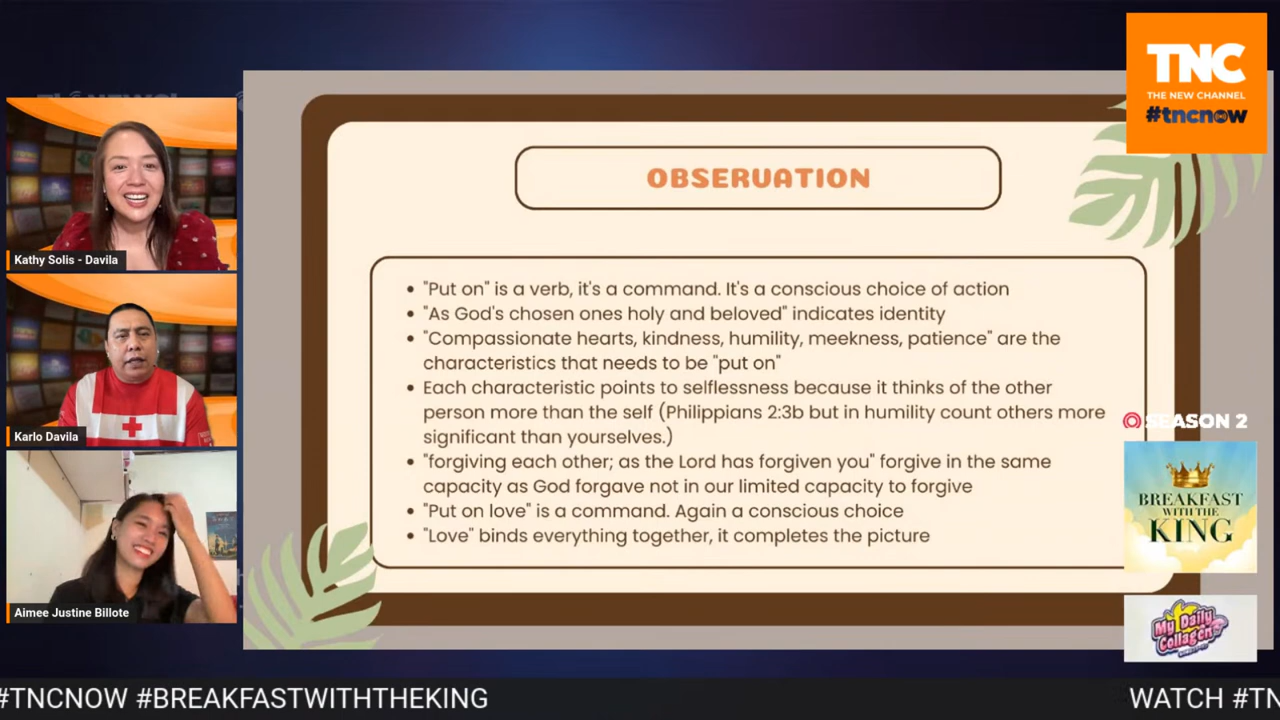 TNC
THE NEW CHANNEL
#tncnow
OBSERVATION
Kathy Solis - Davila
• "Put on" is a verb, it's a command. It's a conscious choice of action
• "As God's chosen ones holy and beloved" indicates identity
• "Compassionate hearts, kindness, humility, meekness, patience" are the
characteristics that needs to be "put on"
• Each characteristic points to selflessness because it thinks of the other
person more than the self (Philippians 2:3b but in humility count others more
significant than yourselves.)
• "forgiving each other; as the Lord has forgiven you" forgive in the same
capacity as God forgave not in our limited capacity to forgive
• "Put on love" is a command. Again a conscious choice
• "Love" binds everything together, it completes the picture
Karlo Davila
Aimee Justine Billote
SEASON 2
BREAKFAST
WITH THE
KING
My Daily
Collagen
#TNCNOW #BREAKFASTWITHTHEKING
WATCH #TN